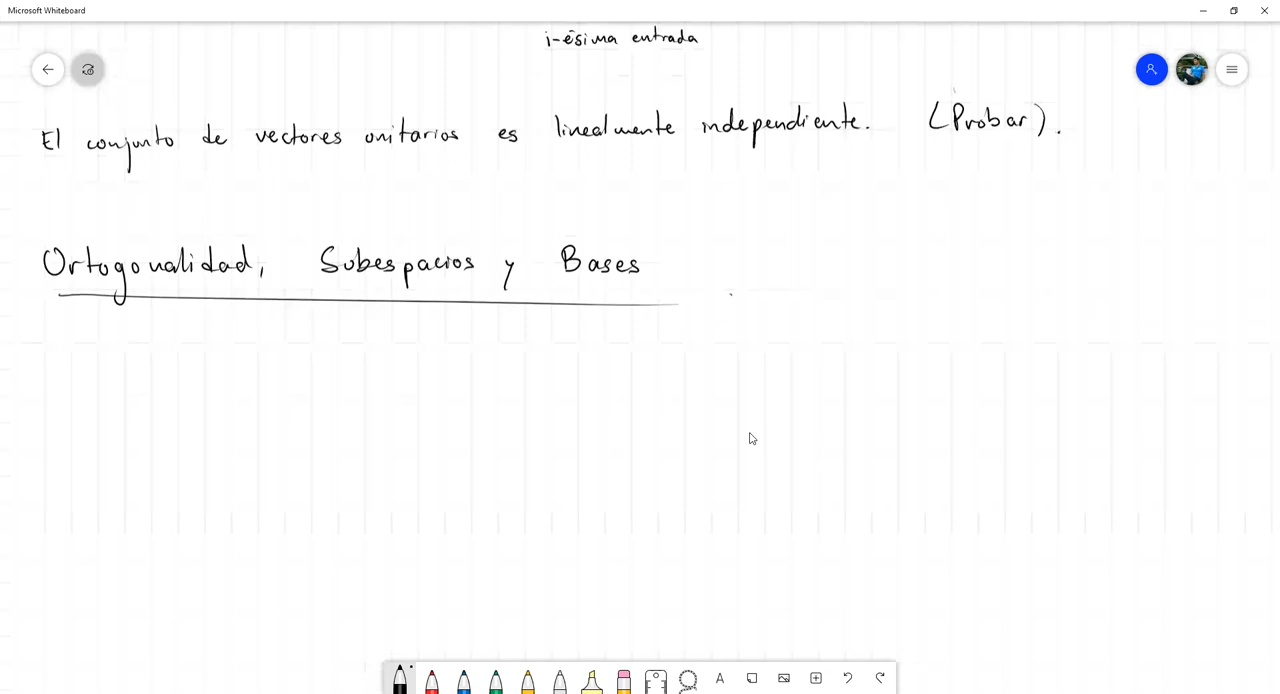 Microsoft Whiteboard
i-ésima entrada
El conjunto de vectores unitarios es linealmente independiente. (Probar).
Ortogonalidad, Subespacios y Bases